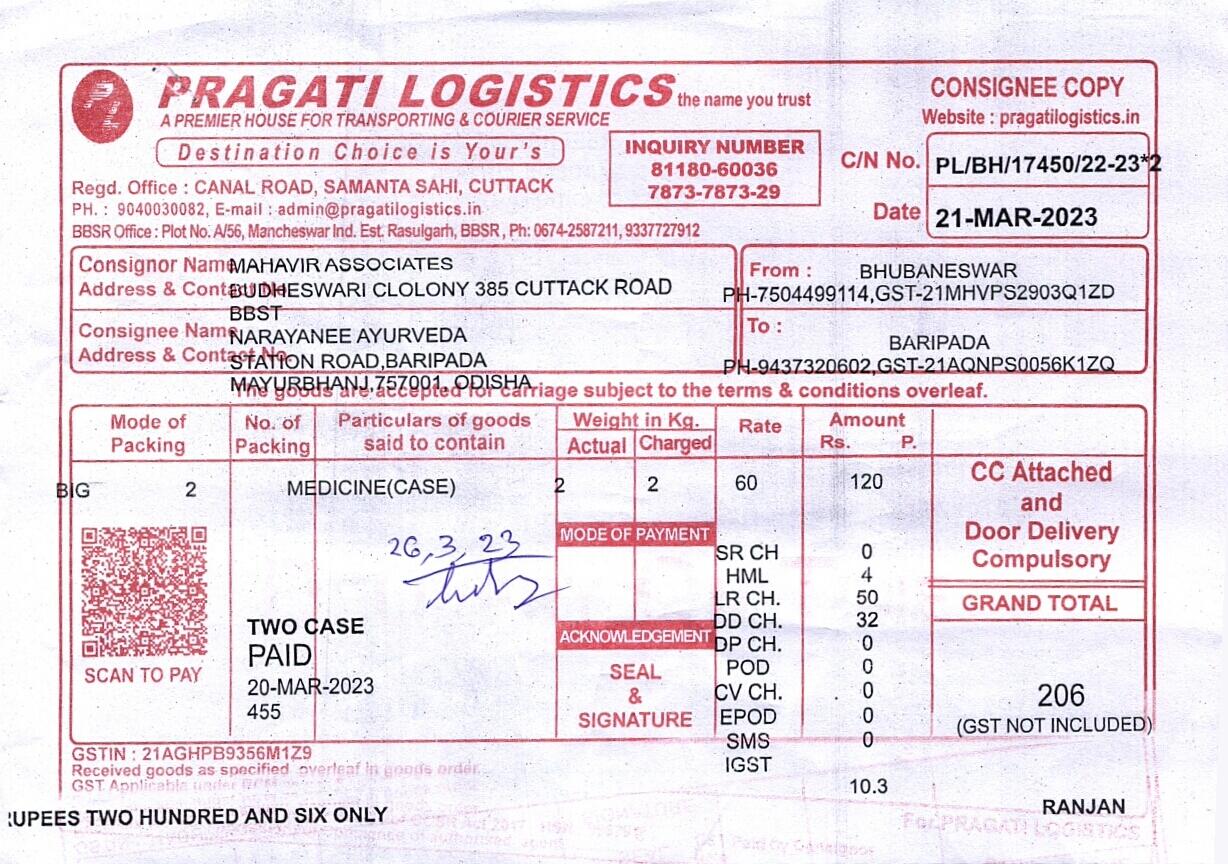 PRAGATI LOGISTICS the name you trust
A PREMIER HOUSE FOR TRANSPORTING & COURIER SERVICE
Destination Choice is Your's
Regd. Office : CANAL ROAD, SAMANTA SAHI, CUTTACK
PH. : 9040030082, E-mail : admin@pragatilogistics.in
BBSR Office : Plot No. A/56, Mancheswar Ind. Est. Rasulgarh, BBSR, Ph: 0674-2587211, 9337727912
INQUIRY NUMBER
81180-60036
7873-7873-29
CONSIGNEE COPY
Website : pragatilogistics.in
C/N No. PL/BH/17450/22-23*2
Date 21-MAR-2023
Consignor Name MAHAVIR ASSOCIATES
Address & Contact No. BUDHESWARI CLOLONY 385 CUTTACK ROAD
BBST
Consignee Name NARAYANEE AYURVEDA
Address & Contact No. STATION ROAD,BARIPADA
MAYURBHANJ,757001, ODISHA
From : BHUBANESWAR
PH-7504499114,GST-21MHVPS2903Q1ZD
To :
BARIPADA
PH-9437320602,GST-21AQNPS0056K1ZQ
The goods are accepted for carriage subject to the terms & conditions overleaf.
Mode of Packing No. of Packing Particulars of goods said to contain Weight in Kg. Actual Charged Rate Amount Rs. P.
BIG 2 MEDICINE(CASE) 2 2 60 120
CC Attached
and
Door Delivery
Compulsory
GRAND TOTAL
206
(GST NOT INCLUDED)
26,3,23
MODE OF PAYMENT
ACKNOWLEDGEMENT
SEAL
&
SIGNATURE
SR CH 0
HML 4
LR CH. 50
DD CH. 32
DP CH. 0
POD 0
CV CH. 0
EPOD 0
SMS 0
IGST
10.3
SCAN TO PAY
TWO CASE
PAID
20-MAR-2023
455
GSTIN : 21AGHPB9356M1Z9
Received goods as specified overleaf in goods order.
GST Applicable under RCM
RUPEES TWO HUNDRED AND SIX ONLY
RANJAN
For PRAGATI LOGISTICS